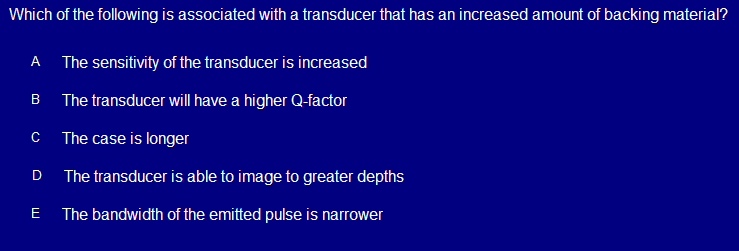 Which of the following is associated with a transducer that has an increased amount of backing material?
A The sensitivity of the transducer is increased
B The transducer will have a higher Q-factor
C The case is longer
D The transducer is able to image to greater depths
E The bandwidth of the emitted pulse is narrower